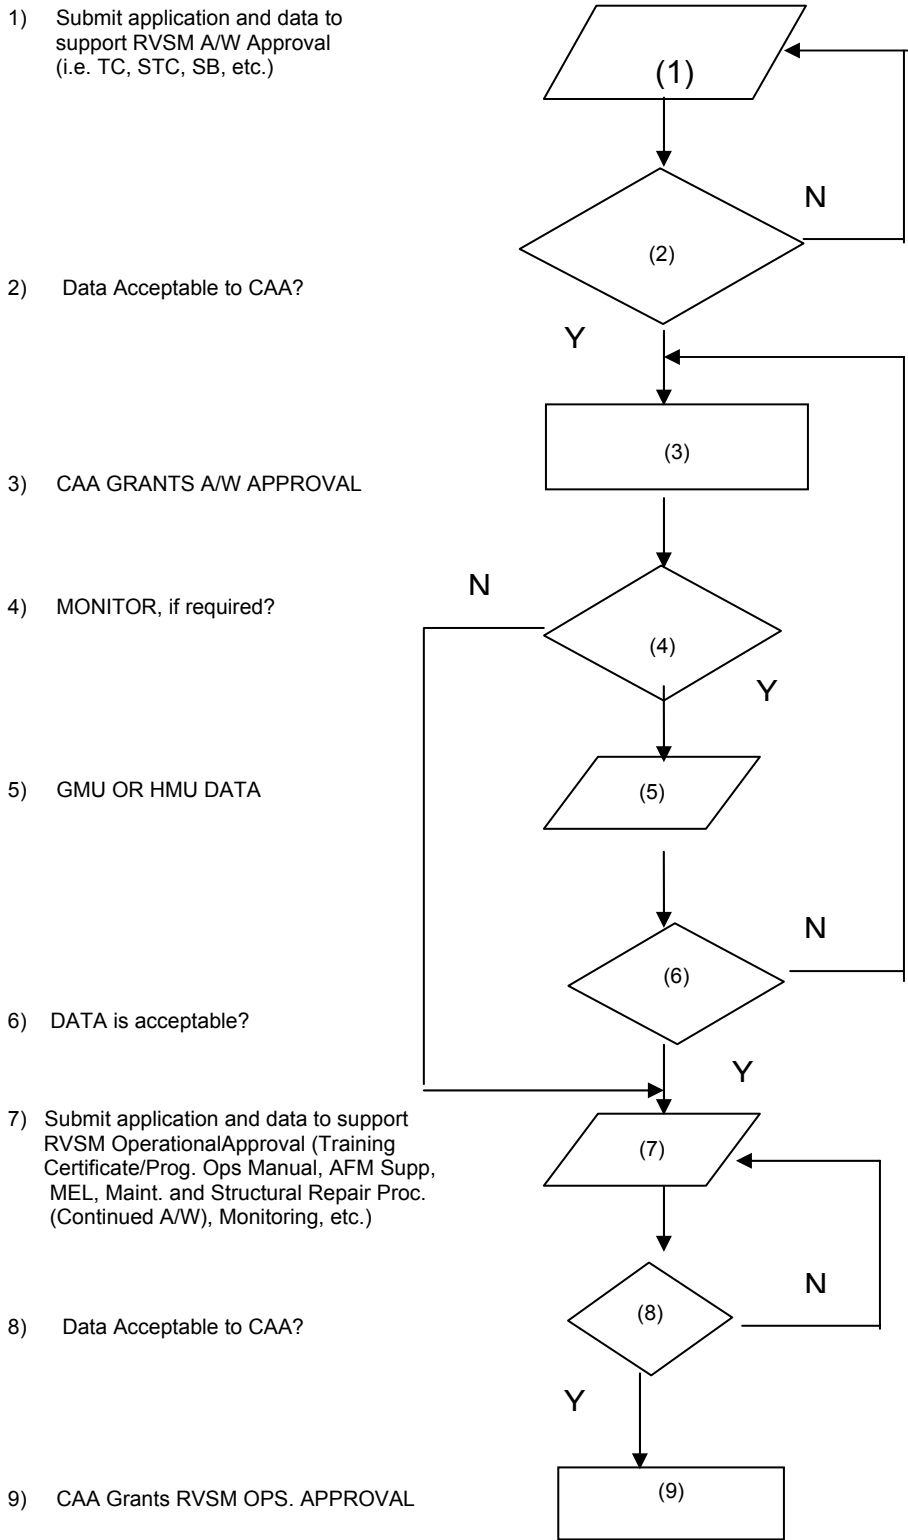 1) Submit application and data to
support RVSM A/W Approval
(i.e. TC, STC, SB, etc.)
(1)
N
(2)
2) Data Acceptable to CAA?
Y
(3)
3) CAA GRANTS A/W APPROVAL
N
4) MONITOR, if required?
(4)
Y
5) GMU OR HMU DATA
(5)
N
(6)
6) DATA is acceptable?
Y
7) Submit application and data to support
RVSM OperationalApproval (Training
Certificate/Prog. Ops Manual, AFM Supp,
MEL, Maint. and Structural Repair Proc.
(Continued A/W), Monitoring, etc.)
(7)
N
(8)
8) Data Acceptable to CAA?
Y
(9)
9) CAA Grants RVSM OPS. APPROVAL